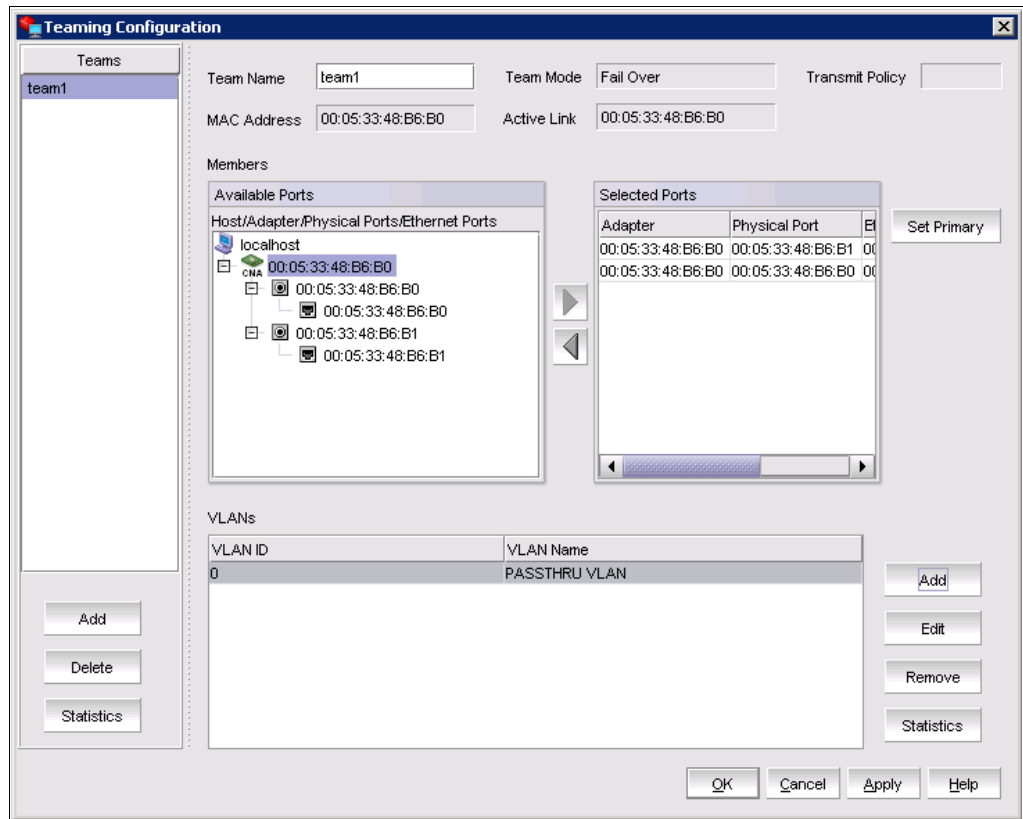 Teaming Configuration
Teams
team1
Add
Delete
Statistics
Team Name team1 Team Mode Fail Over Transmit Policy
MAC Address 00:05:33:48:B6:B0 Active Link 00:05:33:48:B6:B0
Members
Available Ports
Host/Adapter/Physical Ports/Ethernet Ports
localhost
CNA 00:05:33:48:B6:B0
00:05:33:48:B6:B0
00:05:33:48:B6:B0
00:05:33:48:B6:B1
00:05:33:48:B6:B1
Selected Ports
Adapter Physical Port
00:05:33:48:B6:B0 00:05:33:48:B6:B1
00:05:33:48:B6:B0 00:05:33:48:B6:B0
Set Primary
VLANs
VLAN ID VLAN Name
0 PASSTHRU VLAN
Add
Edit
Remove
Statistics
OK Cancel Apply Help